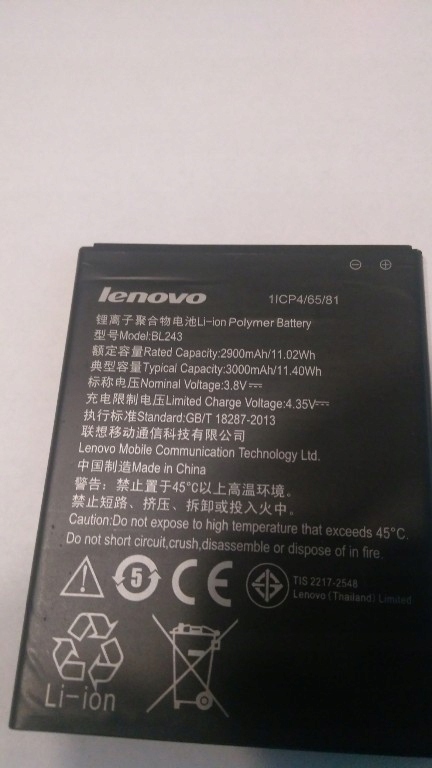 lenovo 1ICP4/65/81
锂离子聚合物电池Li-ion Polymer Battery
型号Model:BL243
额定容量Rated Capacity:2900mAh/11.02Wh
典型容量Typical Capacity:3000mAh/11.40Wh
标称电压Nominal Voltage:3.8V⎓
充电限制电压Limited Charge Voltage:4.35V⎓
执行标准Standard:GB/T 18287-2013
联想移动通信科技有限公司
Lenovo Mobile Communication Technology Ltd.
中国制造Made in China
警告：禁止置于45°C以上高温环境。
禁止短路、挤压、拆卸或投入火中。
Caution:Do not expose to high temperature that exceeds 45°C.
Do not short circuit,crush,disassemble or dispose of in fire.
5 CE TIS 2217-2548
Lenovo (Thailand) Limited
Li-ion